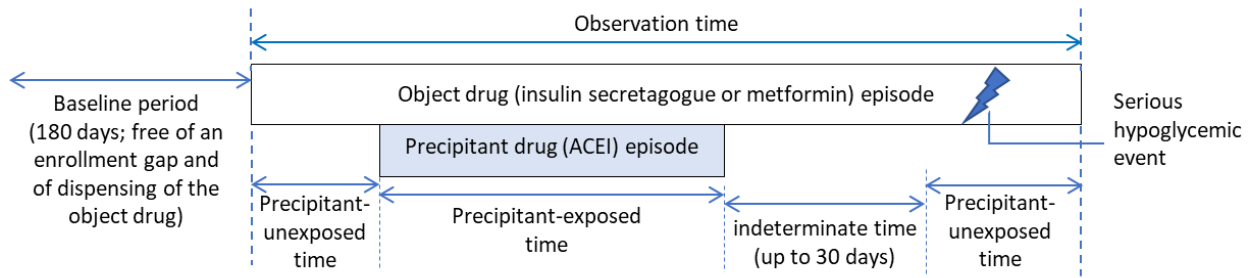 Observation time
Baseline period
(180 days; free of an
enrollment gap and
of dispensing of the
object drug)
Object drug (insulin secretagogue or metformin) episode
Serious
hypoglycemic
event
Precipitant drug (ACEI) episode
Precipitant-
unexposed
time
Precipitant-exposed
time
indeterminate time
(up to 30 days)
Precipitant-
unexposed
time